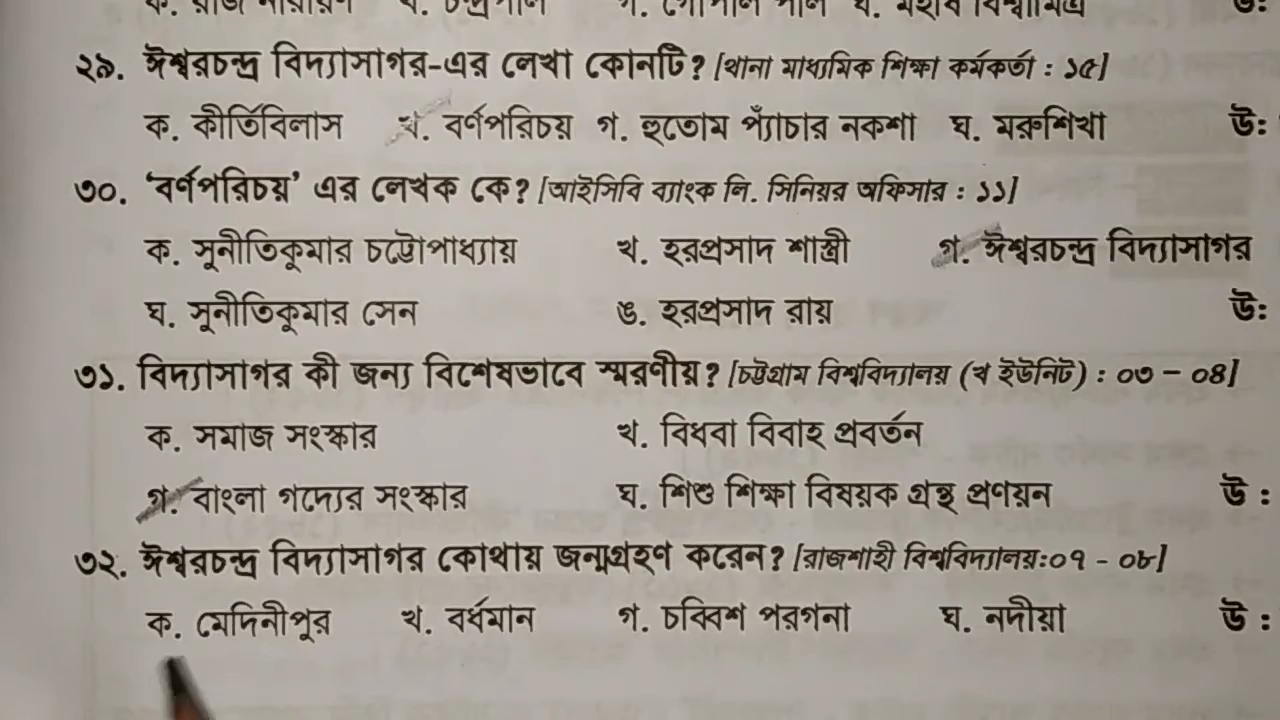 ক. রাজ নারায়ণ খ. চন্দ্রপাল গ. গোপাল পাল ঘ. মহর্ষি বিশ্বামিত্র উ:
২৯. ঈশ্বরচন্দ্র বিদ্যাসাগর-এর লেখা কোনটি? [থানা মাধ্যমিক শিক্ষা কর্মকর্তা : ১৫]
ক. কীর্তিবিলাস খ. বর্ণপরিচয় গ. হুতোম প্যাঁচার নকশা ঘ. মরুশিখা উ:
৩০. ‘বর্ণপরিচয়’ এর লেখক কে? [আইসিবি ব্যাংক লি. সিনিয়র অফিসার : ১১]
ক. সুনীতিকুমার চট্টোপাধ্যায় খ. হরপ্রসাদ শাস্ত্রী গ. ঈশ্বরচন্দ্র বিদ্যাসাগর
ঘ. সুনীতিকুমার সেন ঙ. হরপ্রসাদ রায় উ:
৩১. বিদ্যাসাগর কী জন্য বিশেষভাবে স্মরণীয়? [চট্টগ্রাম বিশ্ববিদ্যালয় (খ ইউনিট) : ০৩ – ০৪]
ক. সমাজ সংস্কার খ. বিধবা বিবাহ প্রবর্তন
গ. বাংলা গদ্যের সংস্কার ঘ. শিশু শিক্ষা বিষয়ক গ্রন্থ প্রণয়ন উ :
৩২. ঈশ্বরচন্দ্র বিদ্যাসাগর কোথায় জন্মগ্রহণ করেন? [রাজশাহী বিশ্ববিদ্যালয়:০৭ - ০৮]
ক. মেদিনীপুর খ. বর্ধমান গ. চব্বিশ পরগনা ঘ. নদীয়া উ :